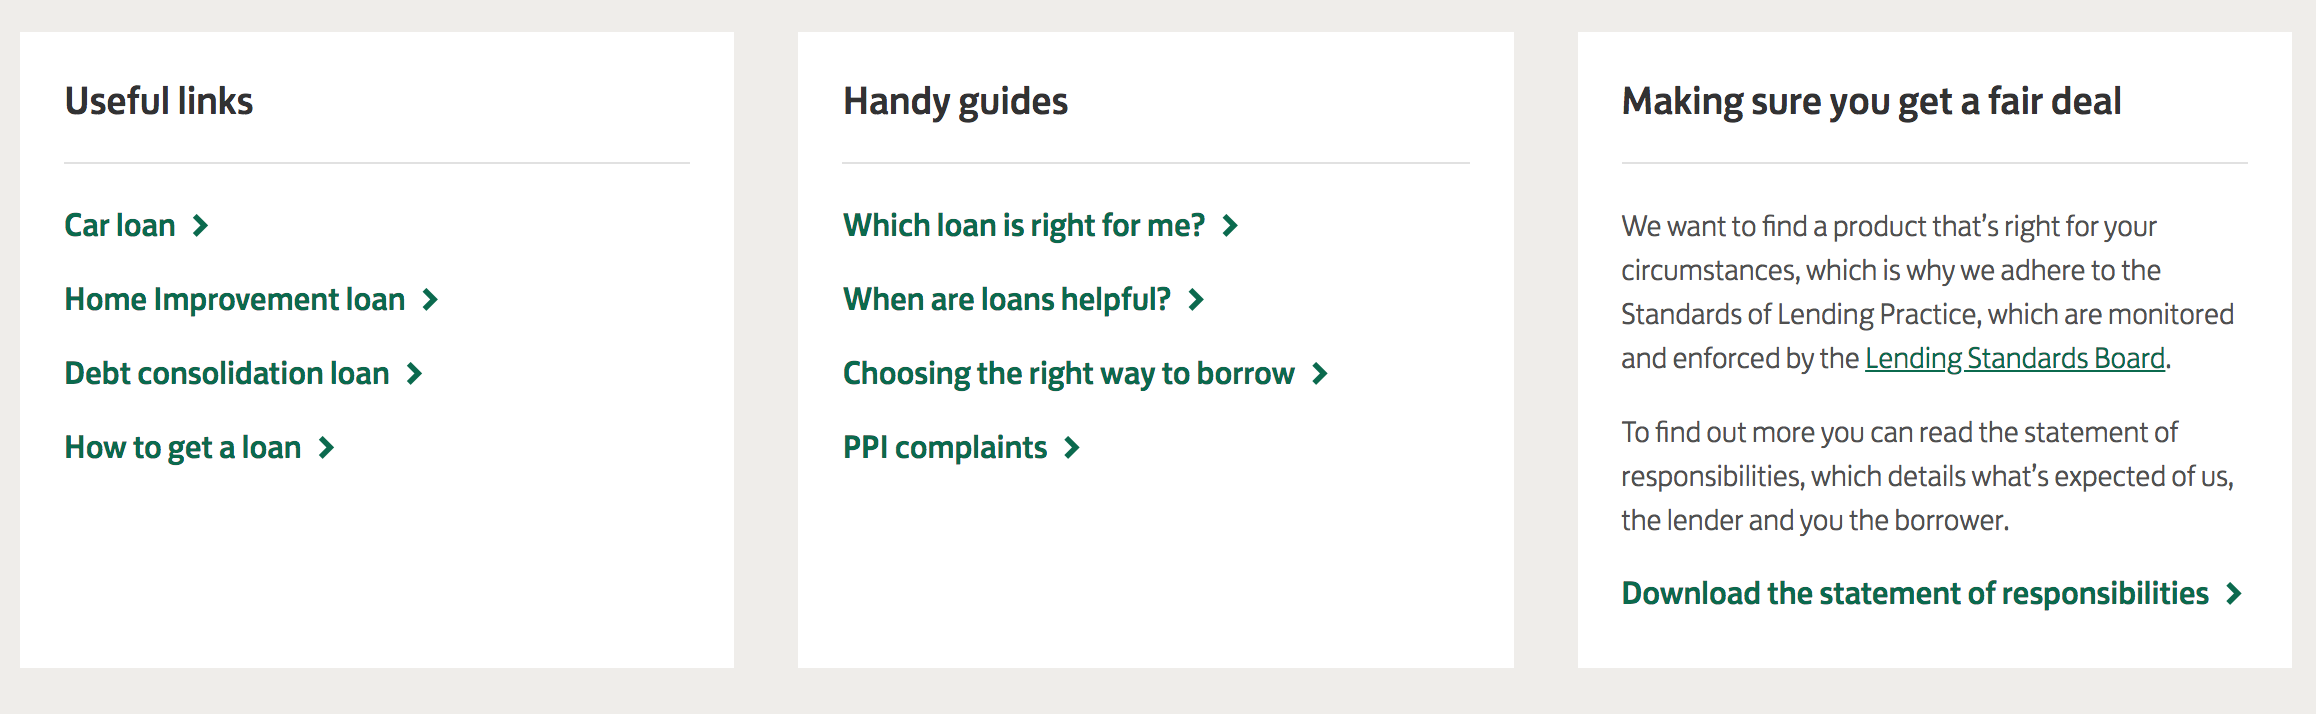 Useful links
Car loan
Home Improvement loan
Debt consolidation loan
How to get a loan
Handy guides
Which loan is right for me?
When are loans helpful?
Choosing the right way to borrow
PPI complaints
Making sure you get a fair deal
We want to find a product that’s right for your
circumstances, which is why we adhere to the
Standards of Lending Practice, which are monitored
and enforced by the Lending Standards Board.
To find out more you can read the statement of
responsibilities, which details what’s expected of us,
the lender and you the borrower.
Download the statement of responsibilities